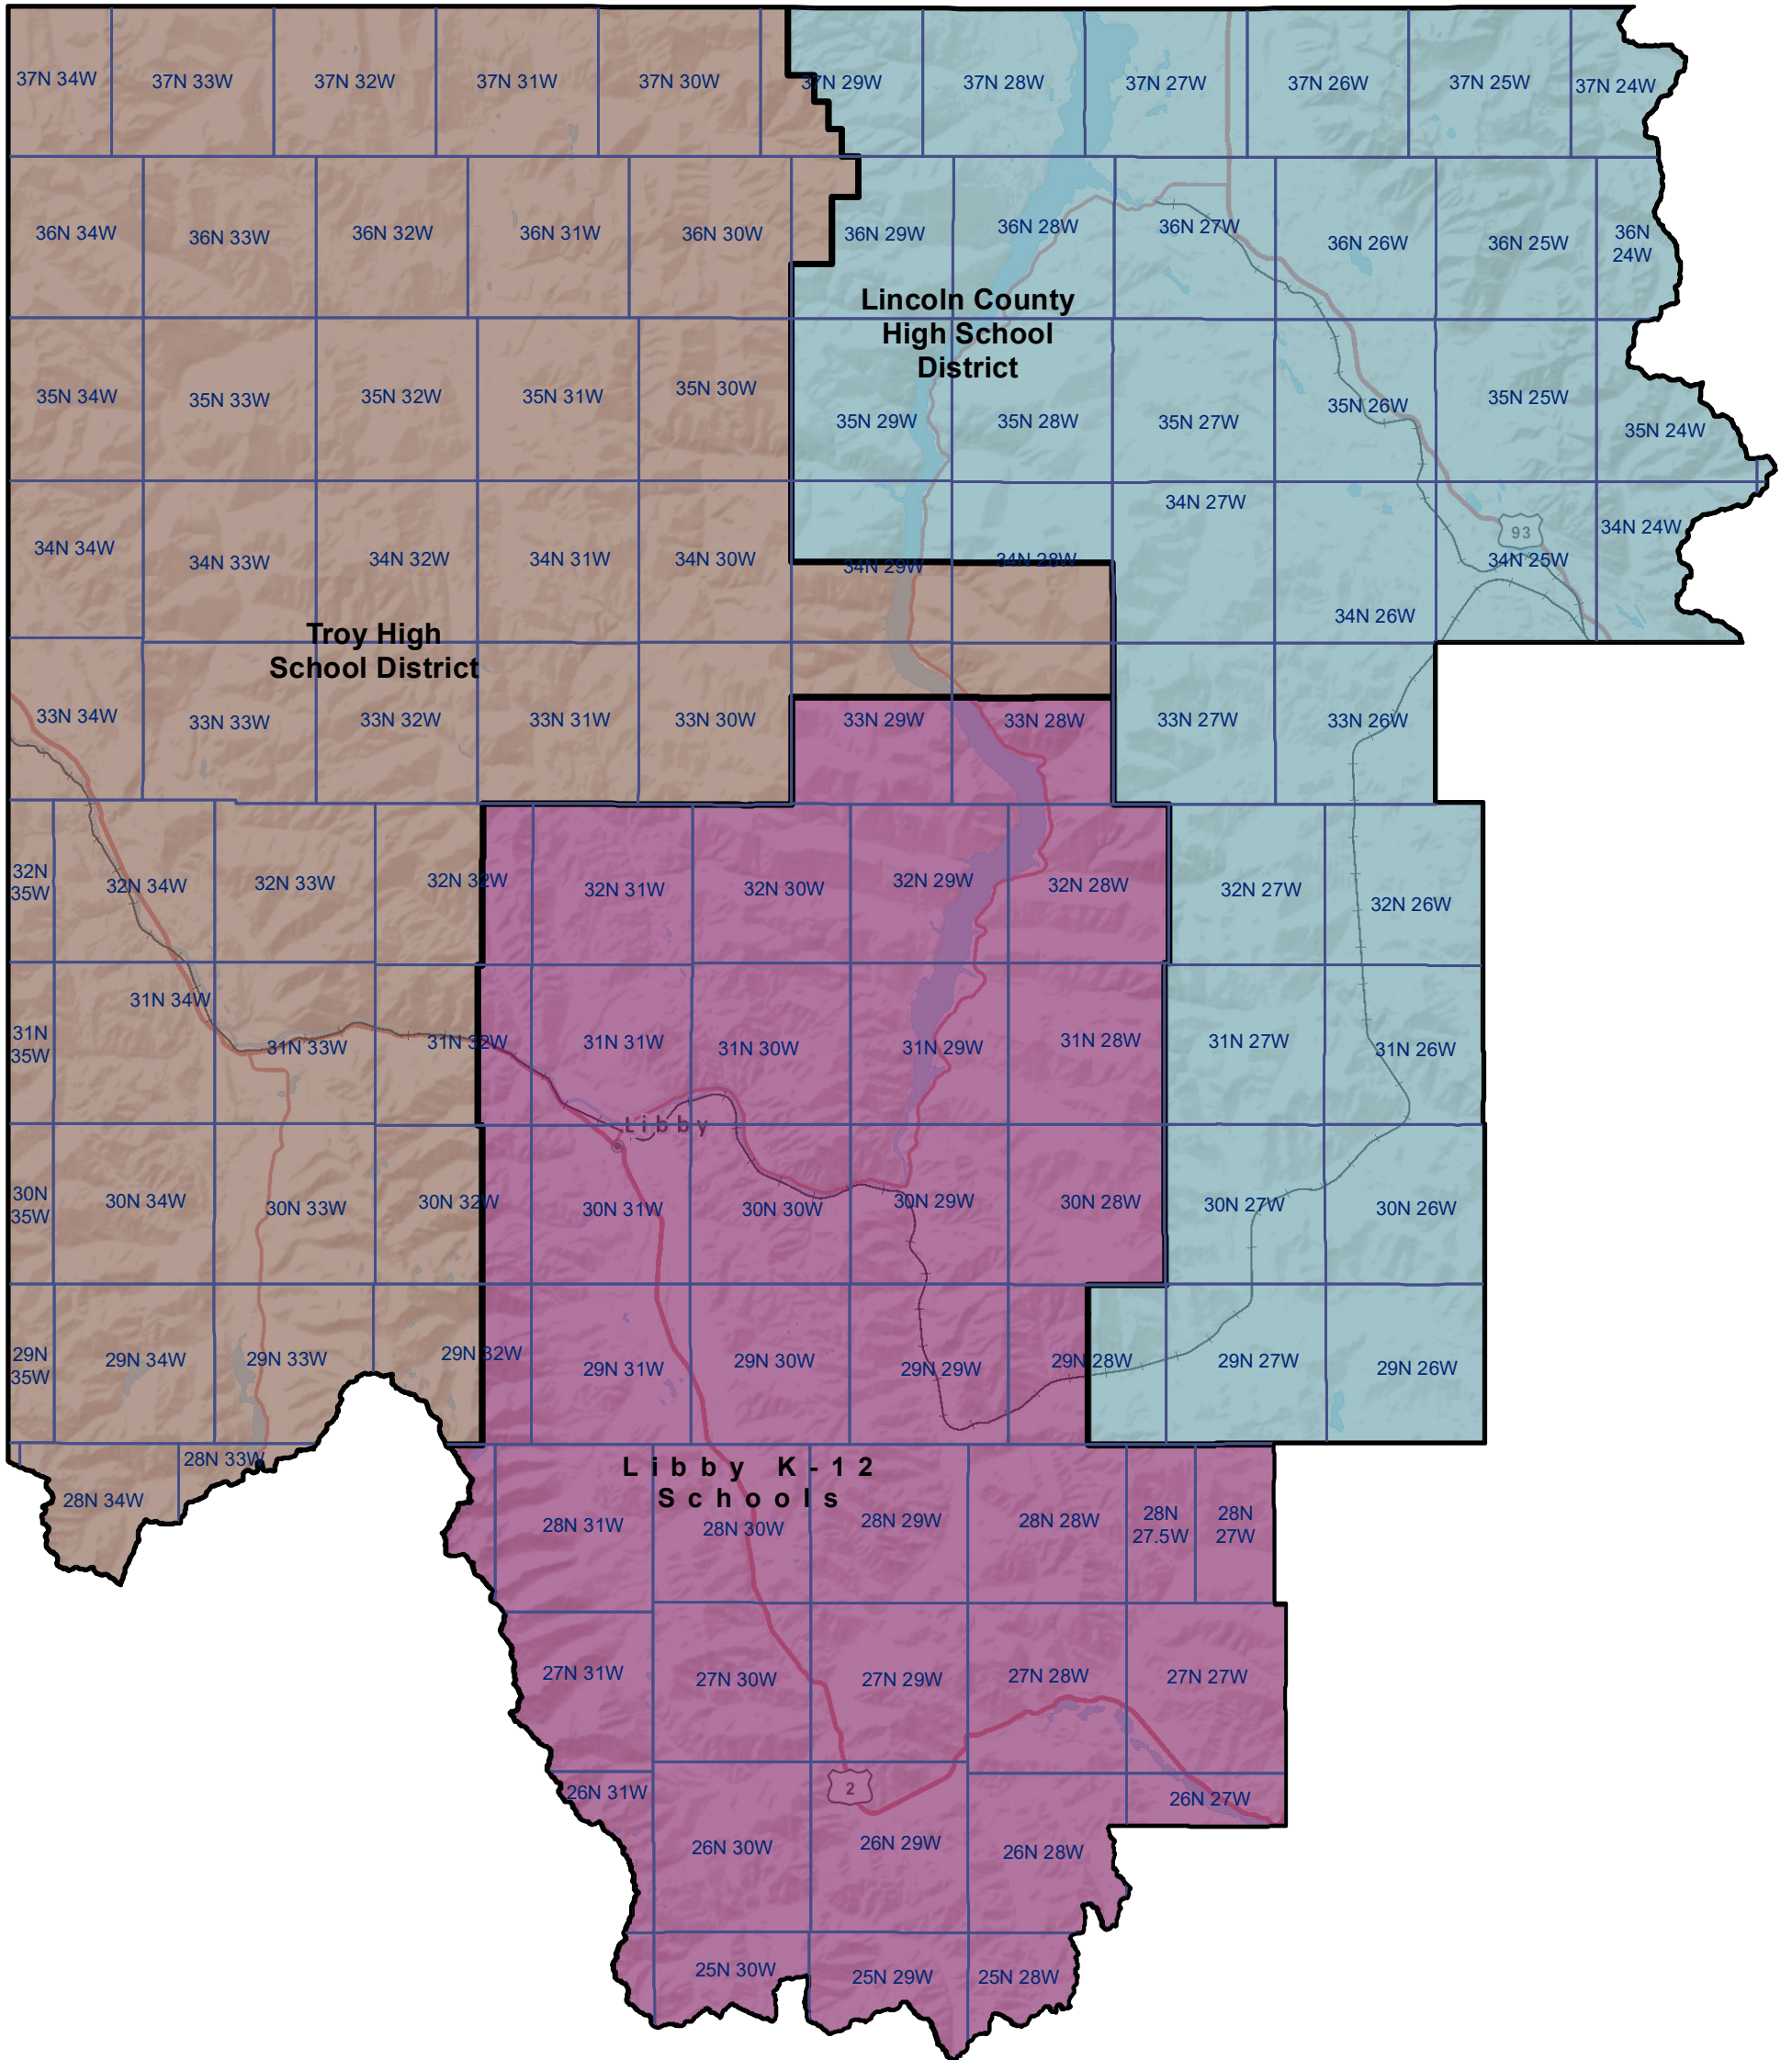 37N 34W
37N 33W
37N 32W
37N 31W
37N 30W
37N 29W
37N 28W
37N 27W
37N 26W
37N 25W
37N 24W
36N 34W
36N 33W
36N 32W
36N 31W
36N 30W
36N 29W
36N 28W
36N 27W
36N 26W
36N 25W
36N
24W
Lincoln County
High School
District
35N 34W
35N 33W
35N 32W
35N 31W
35N 30W
35N 29W
35N 28W
35N 27W
35N 26W
35N 25W
35N 24W
34N 34W
34N 33W
34N 32W
34N 31W
34N 30W
34N 29W
34N 28W
34N 27W
34N 26W
93
34N 25W
34N 24W
Troy High
School District
33N 34W
33N 33W
33N 32W
33N 31W
33N 30W
33N 29W
33N 28W
33N 27W
33N 26W
32N
35W
32N 34W
32N 33W
32N 32W
32N 31W
32N 30W
32N 29W
32N 28W
32N 27W
32N 26W
31N
35W
31N 34W
31N 33W
31N 32W
31N 31W
31N 30W
31N 29W
31N 28W
31N 27W
31N 26W
Libby
30N
35W
30N 34W
30N 33W
30N 32W
30N 31W
30N 30W
30N 29W
30N 28W
30N 27W
30N 26W
29N
35W
29N 34W
29N 33W
29N 32W
29N 31W
29N 30W
29N 29W
29N 28W
29N 27W
29N 26W
Libby K-12
Schools
28N 34W
28N 33W
28N 31W
28N 30W
28N 29W
28N 28W
28N
27.5W
28N
27W
27N 31W
27N 30W
27N 29W
27N 28W
27N 27W
2
26N 31W
26N 30W
26N 29W
26N 28W
26N 27W
25N 30W
25N 29W
25N 28W